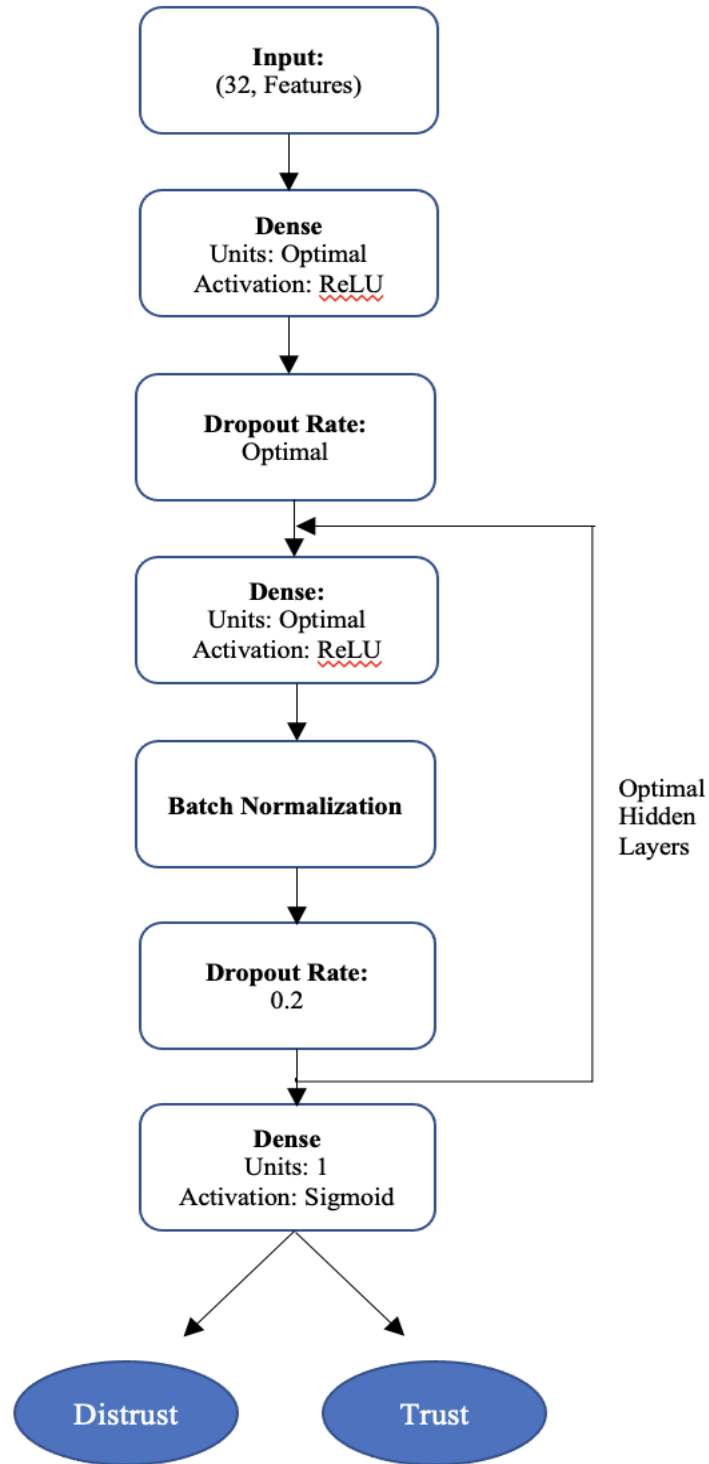 Input:
(32, Features)
Dense
Units: Optimal
Activation: ReLU
Dropout Rate:
Optimal
Dense:
Units: Optimal
Activation: ReLU
Batch Normalization
Optimal
Hidden
Layers
Dropout Rate:
0.2
Dense
Units: 1
Activation: Sigmoid
Distrust
Trust